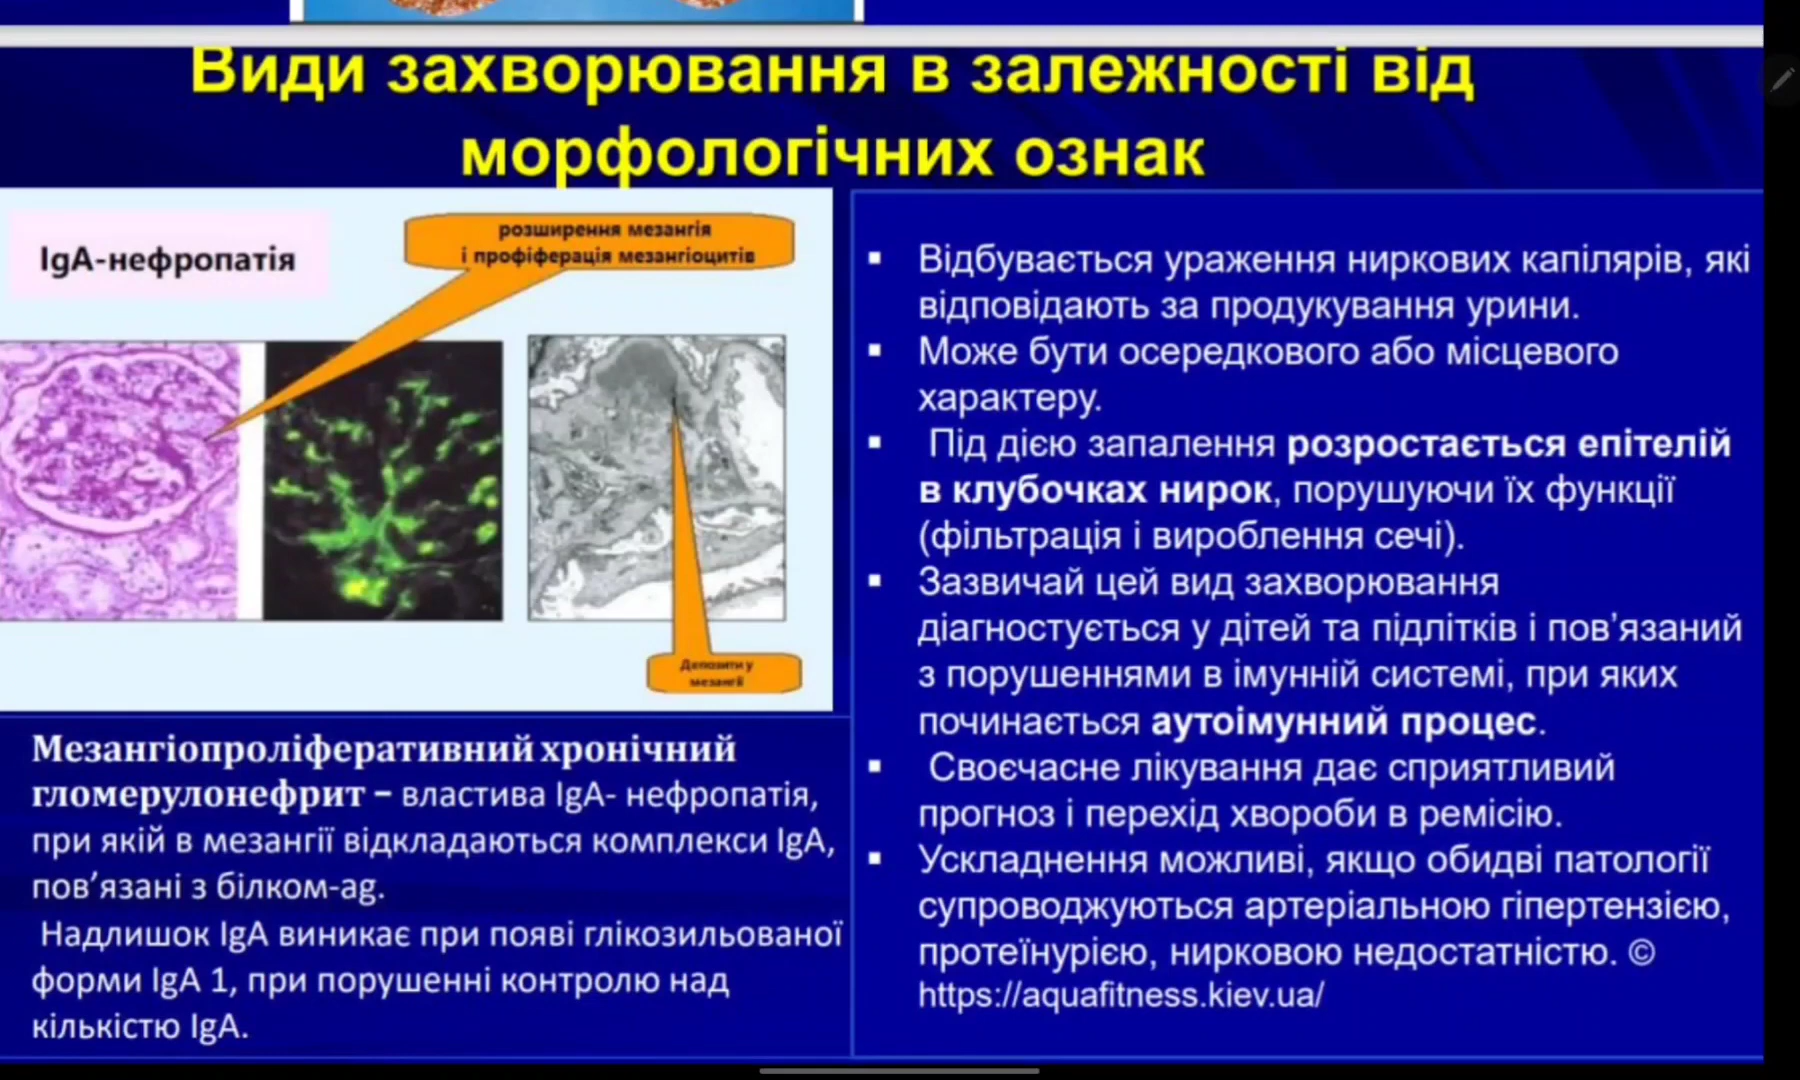 Види захворювання в залежності від
морфологічних ознак
IgA-нефропатія
розширення мезангія
і профіферація мезангіоцитів
Депозити у
мезангії
Мезангіопроліферативний хронічний
гломерулонефрит – властива IgA- нефропатія,
при якій в мезангії відкладаються комплекси IgA,
пов’язані з білком-ag.
Надлишок IgA виникає при появі глікозильованої
форми IgA 1, при порушенні контролю над
кількістю IgA.
▪ Відбувається ураження ниркових капілярів, які
відповідають за продукування урини.
▪ Може бути осередкового або місцевого
характеру.
▪ Під дією запалення розростається епітелій
в клубочках нирок, порушуючи їх функції
(фільтрація і вироблення сечі).
▪ Зазвичай цей вид захворювання
діагностується у дітей та підлітків і пов’язаний
з порушеннями в імунній системі, при яких
починається аутоімунний процес.
▪ Своєчасне лікування дає сприятливий
прогноз і перехід хвороби в ремісію.
▪ Ускладнення можливі, якщо обидві патології
супроводжуються артеріальною гіпертензією,
протеїнурією, нирковою недостатністю. ©
https://aquafitness.kiev.ua/